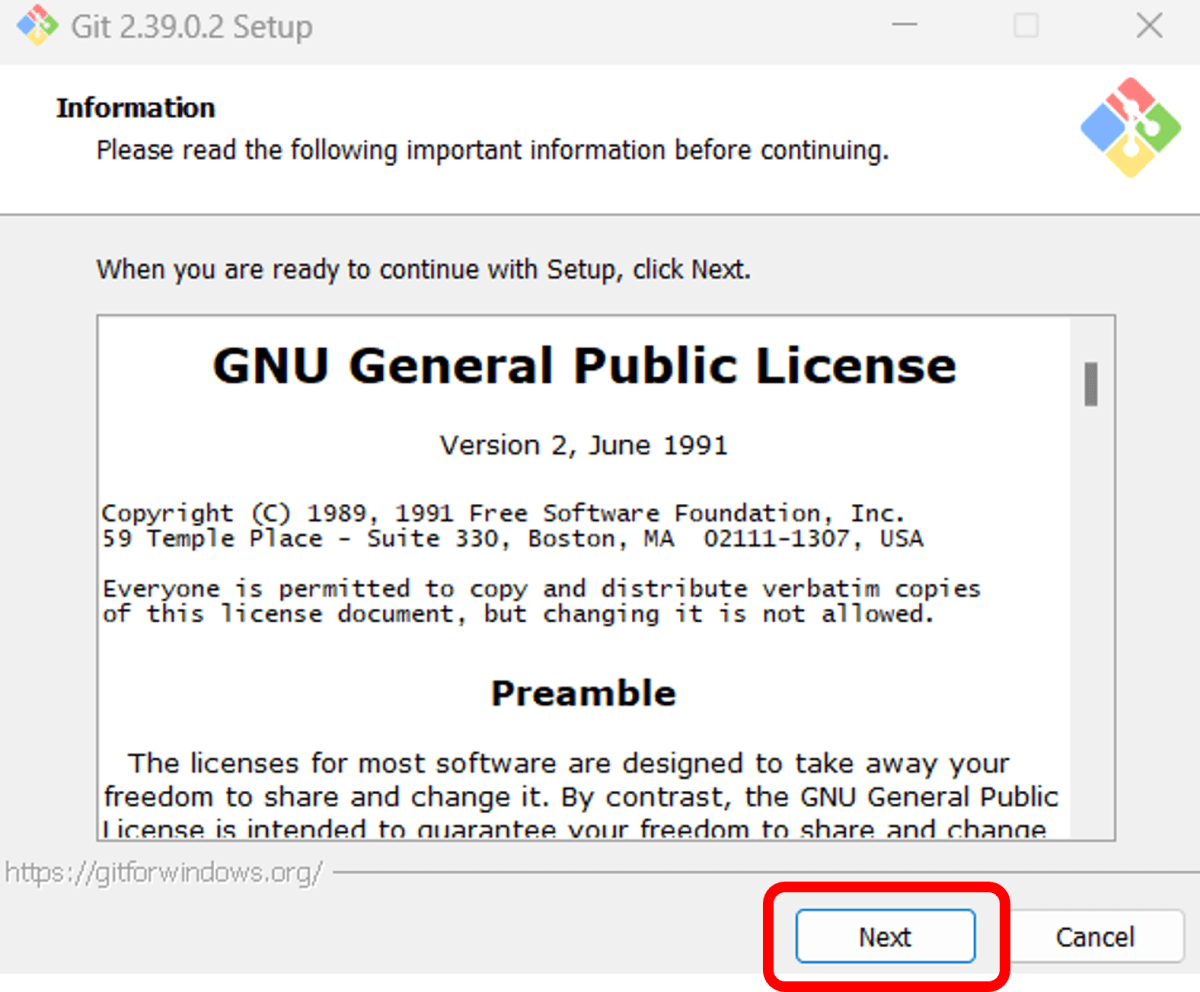 Git 2.39.0.2 Setup
Information
Please read the following important information before continuing.
When you are ready to continue with Setup, click Next.
GNU General Public License
Version 2, June 1991
Copyright (C) 1989, 1991 Free Software Foundation, Inc.
59 Temple Place - Suite 330, Boston, MA  02111-1307, USA
Everyone is permitted to copy and distribute verbatim copies
of this license document, but changing it is not allowed.
Preamble
The licenses for most software are designed to take away your
freedom to share and change it. By contrast, the GNU General Public
License is intended to guarantee your freedom to share and change
https://gitforwindows.org/
Next
Cancel